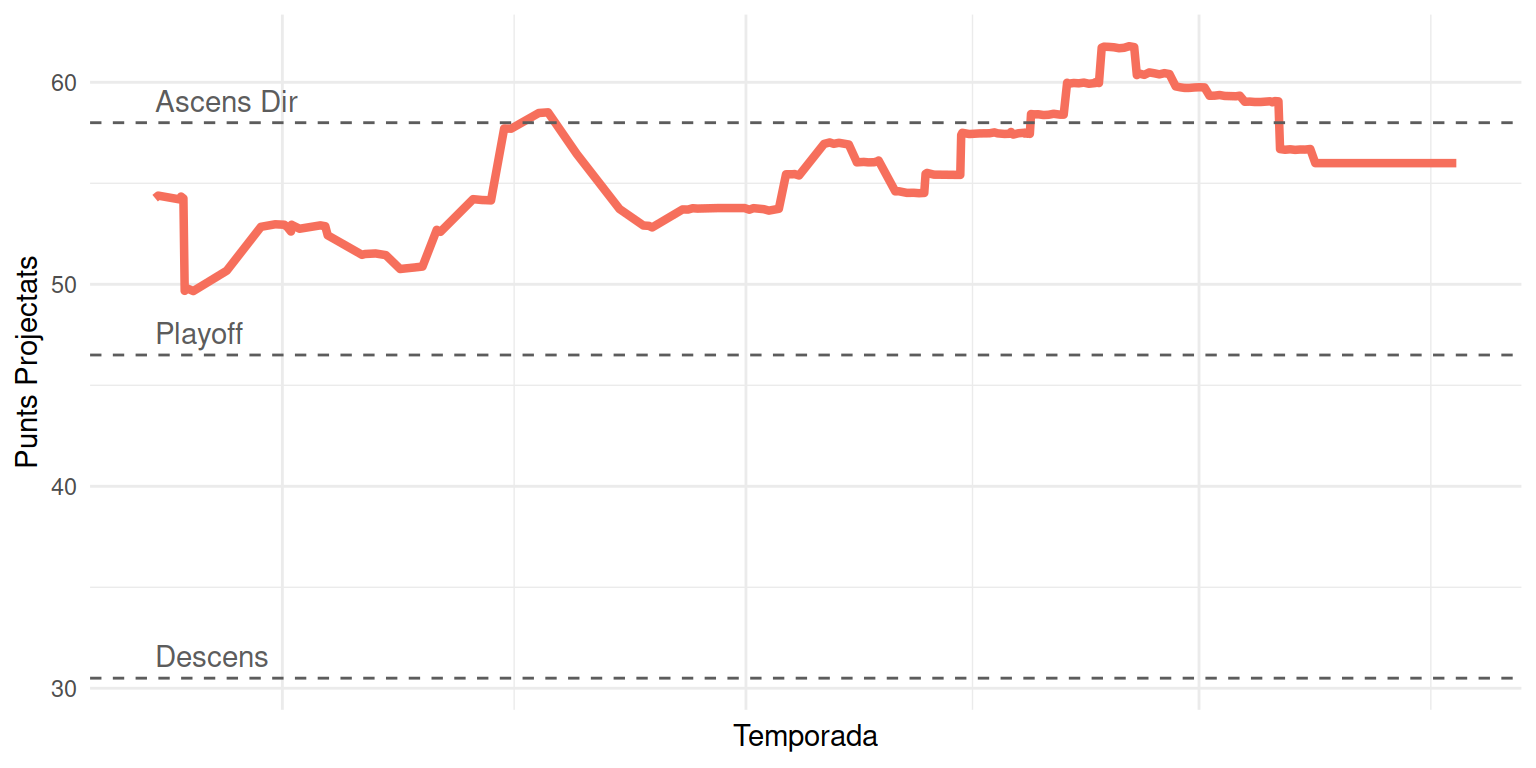 60
Ascens Dir
50
Playoff
40
Descens
30
Punts Projectats
Temporada